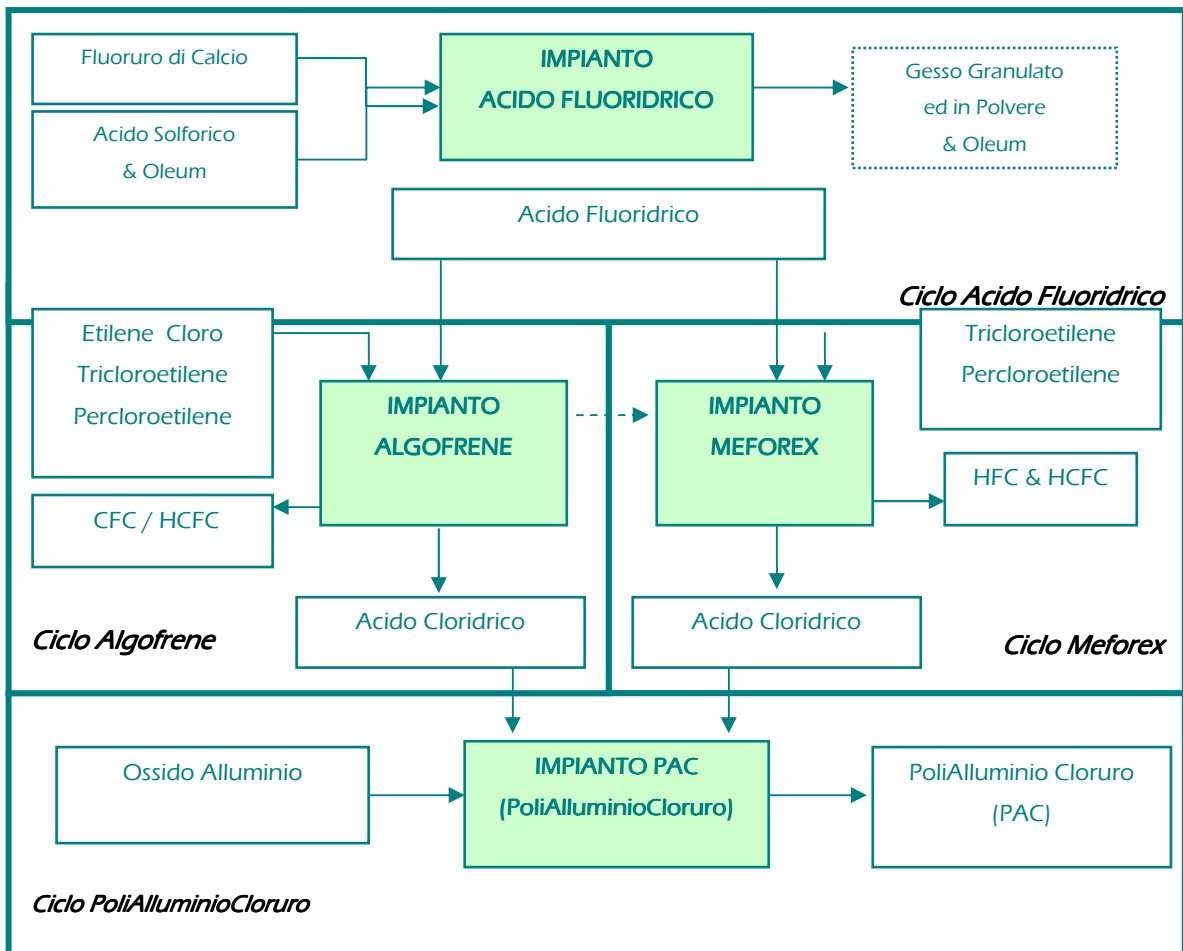 Fluoruro di Calcio
Acido Solforico
& Oleum
IMPIANTO
ACIDO FLUORIDRICO
Gesso Granulato
ed in Polvere
& Oleum
Acido Fluoridrico
Ciclo Acido Fluoridrico
Etilene Cloro
Tricloroetilene
Percloroetilene
IMPIANTO
ALGOFRENE
IMPIANTO
MEFOREX
Tricloroetilene
Percloroetilene
CFC / HCFC
HFC & HCFC
Acido Cloridrico
Acido Cloridrico
Ciclo Algofrene
Ciclo Meforex
Ossido Alluminio
IMPIANTO PAC
(PoliAlluminioCloruro)
PoliAlluminio Cloruro
(PAC)
Ciclo PoliAlluminioCloruro